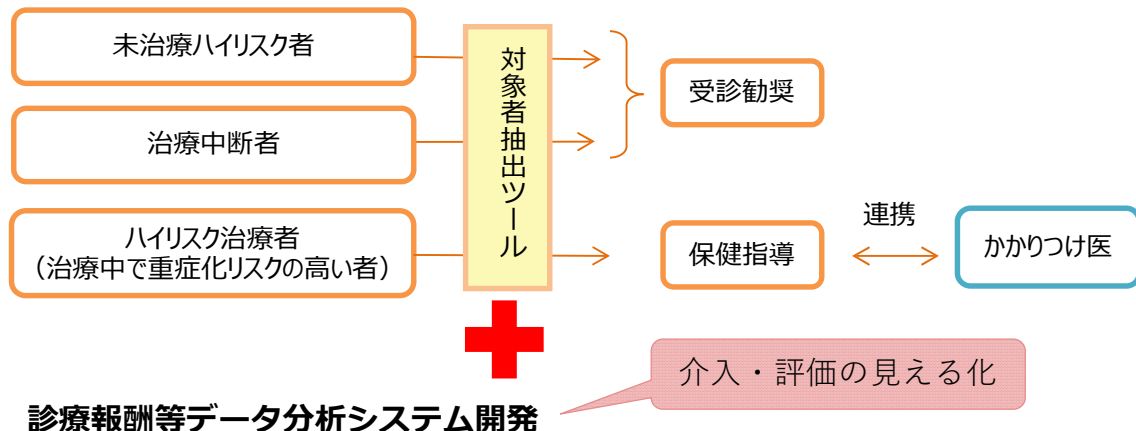 未治療ハイリスク者
治療中断者
ハイリスク治療者
（治療中で重症化リスクの高い者）
対象者抽出ツール
受診勧奨
保健指導
連携
かかりつけ医
介入・評価の見える化
診療報酬等データ分析システム開発